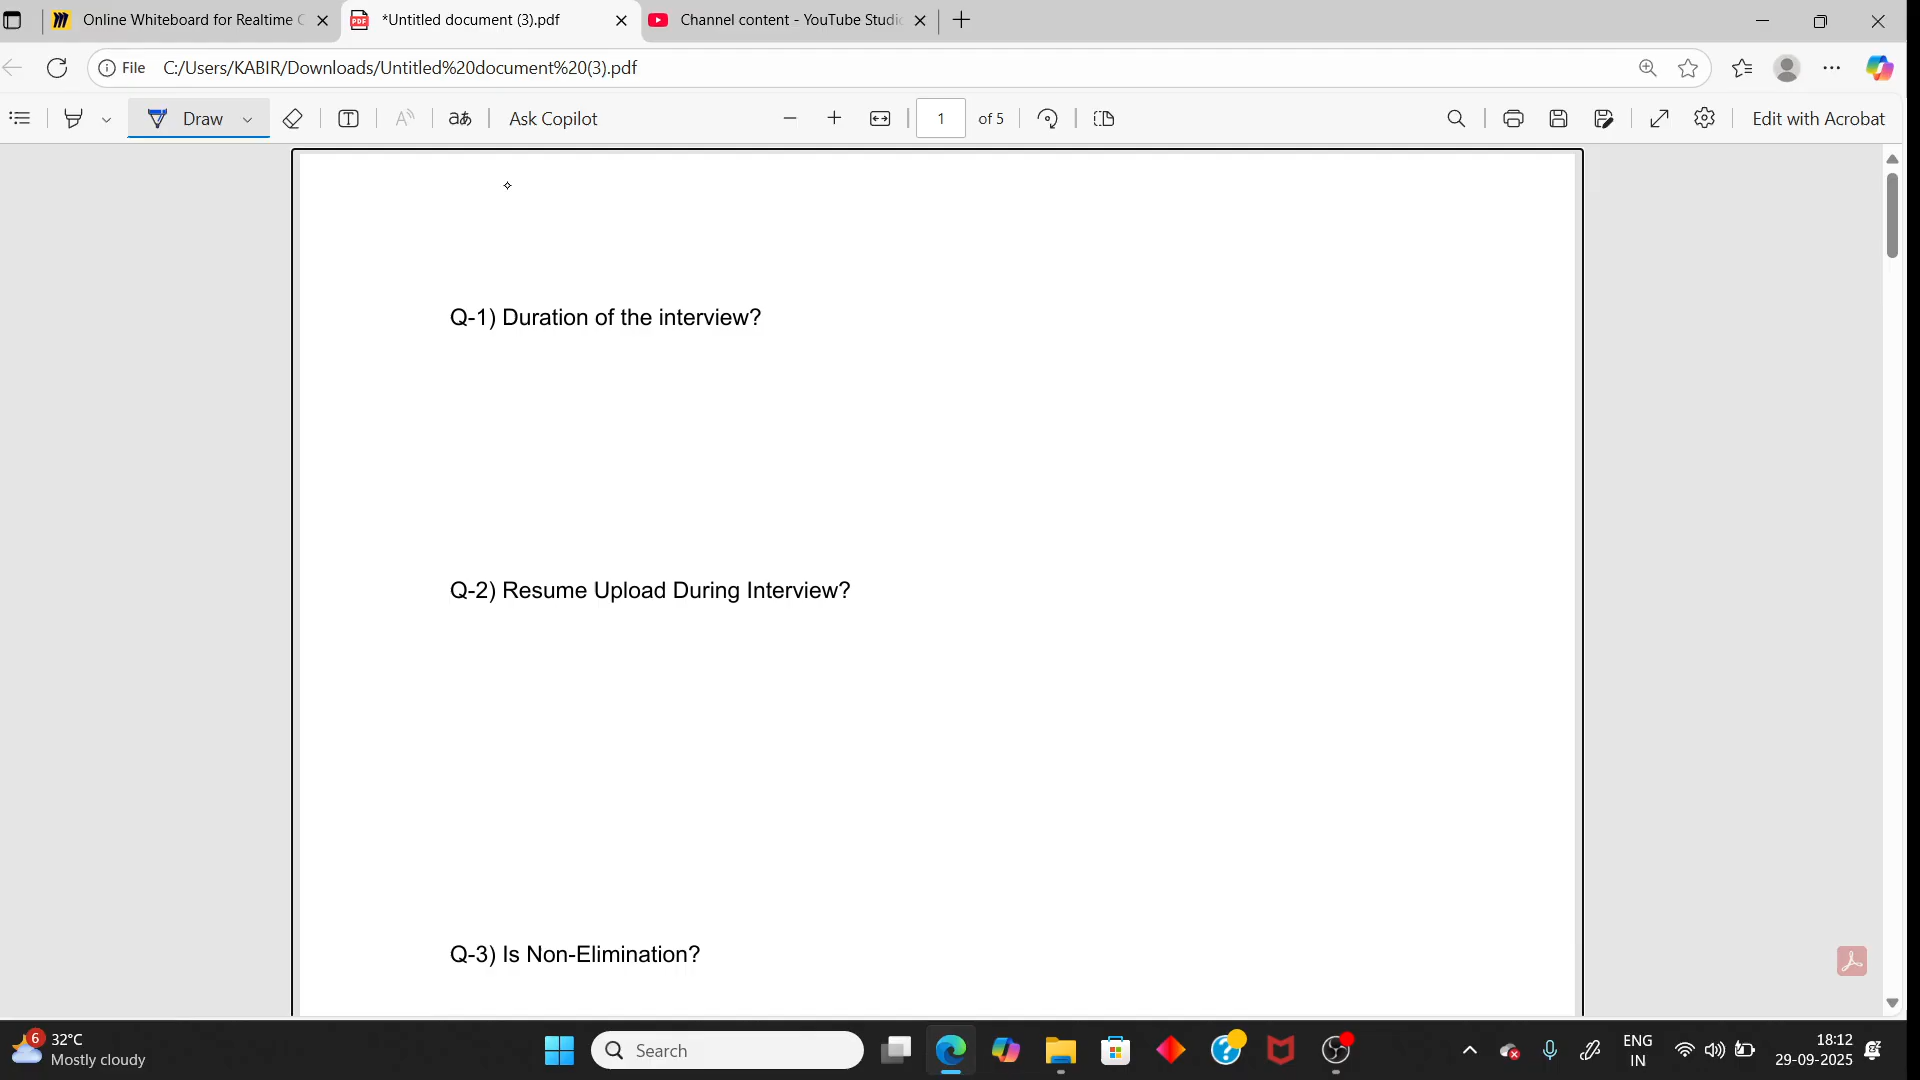 Online Whiteboard for Realtime C
*Untitled document (3).pdf
Channel content - YouTube Studi
File
C:/Users/KABIR/Downloads/Untitled%20document%20(3).pdf
Draw
Ask Copilot
1
of 5
Edit with Acrobat
Q-1) Duration of the interview?
Q-2) Resume Upload During Interview?
Q-3) Is Non-Elimination?
6
32°C
Mostly cloudy
Search
ENG
IN
18:12
29-09-2025